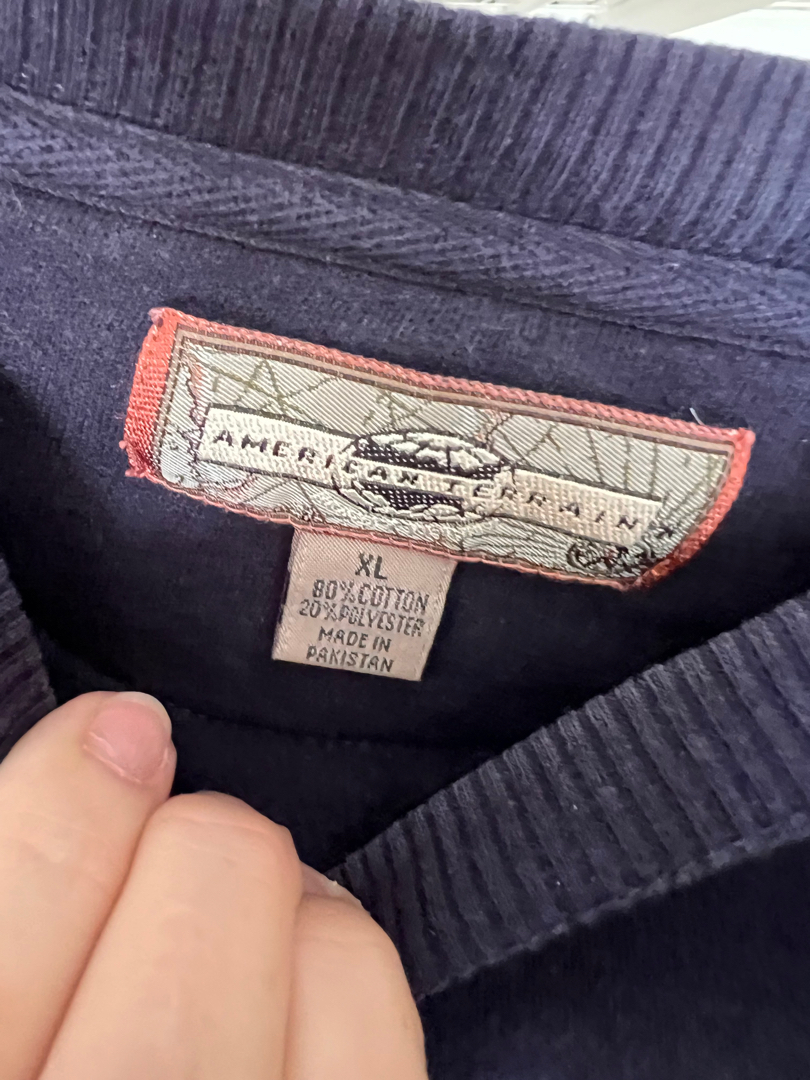 AMERICAN TERRAIN
XL
80% COTTON
20% POLYESTER
MADE IN
PAKISTAN